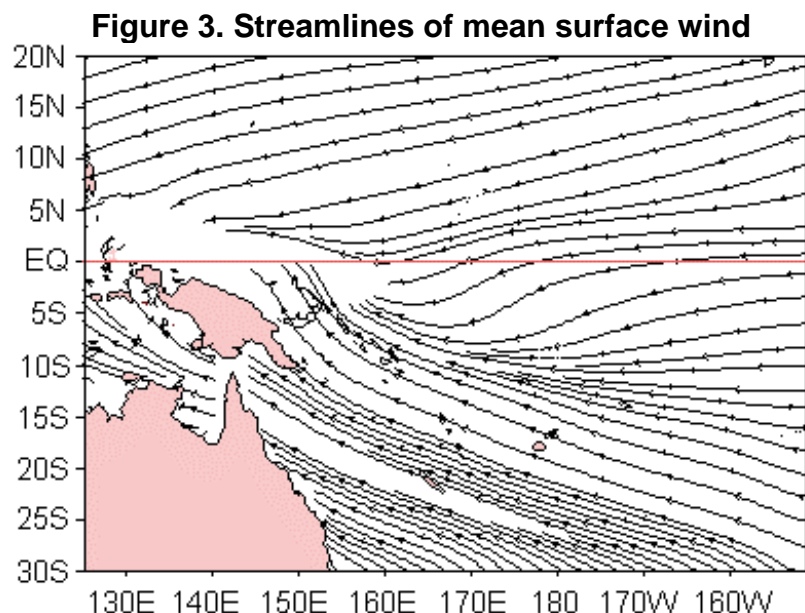 Figure 3. Streamlines of mean surface wind
20N
15N
10N
5N
EQ
5S
10S
15S
20S
25S
30S
130E 140E 150E 160E 170E 180 170W 160W